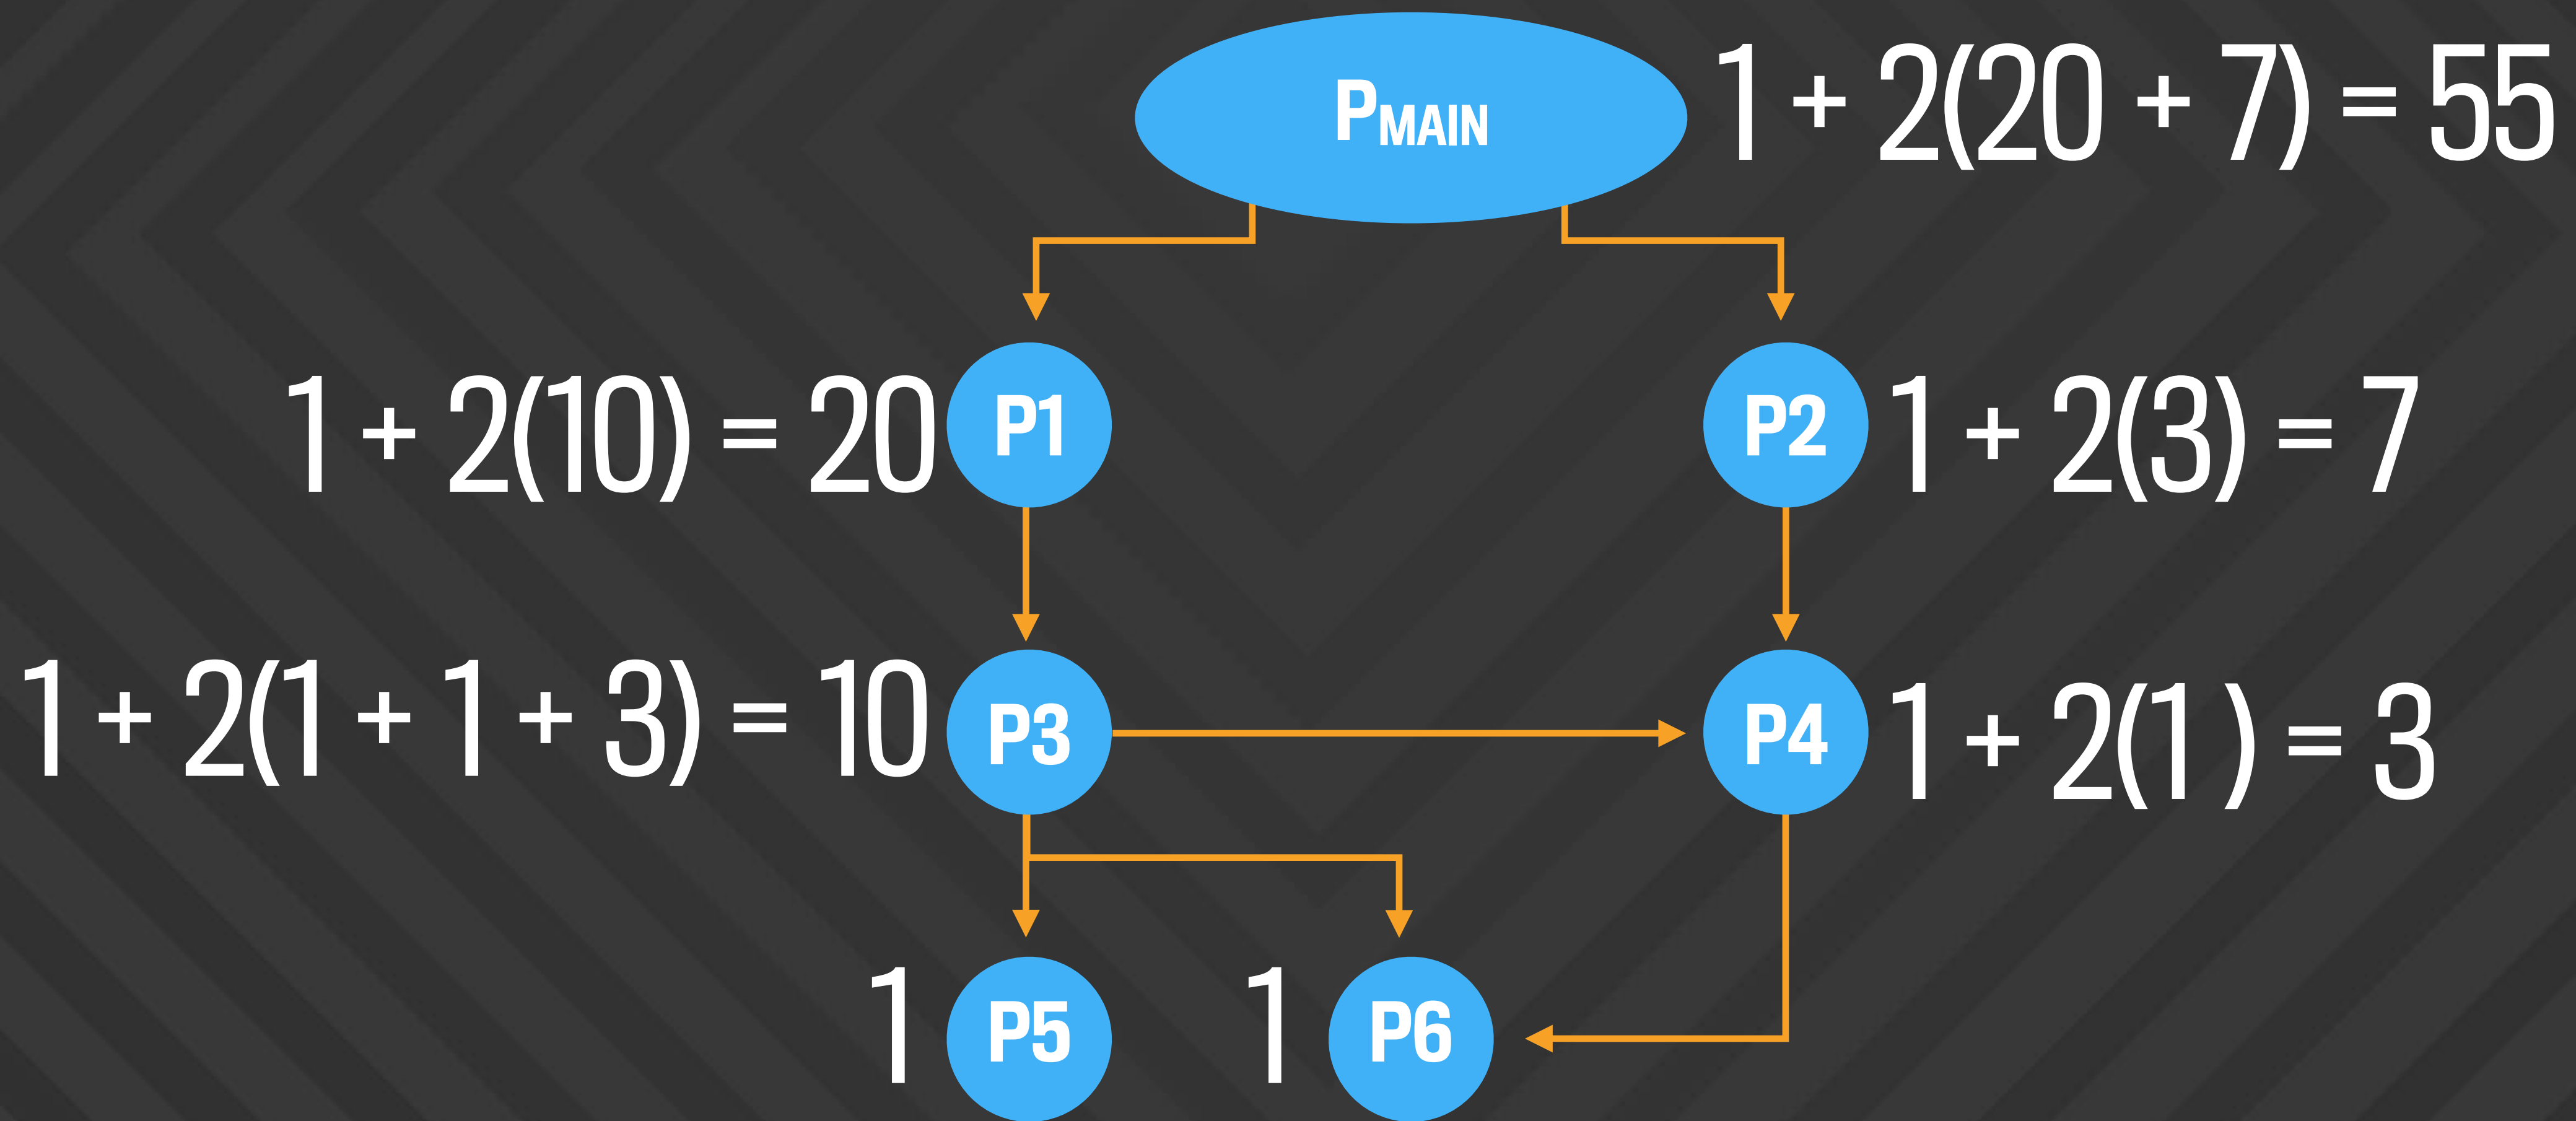 PMAIN 1 + 2(20 + 7) = 55
1 + 2(10) = 20 P1 P2 1 + 2(3) = 7
1 + 2(1 + 1 + 3) = 10 P3 P4 1 + 2(1 ) = 3
1 P5 1 P6